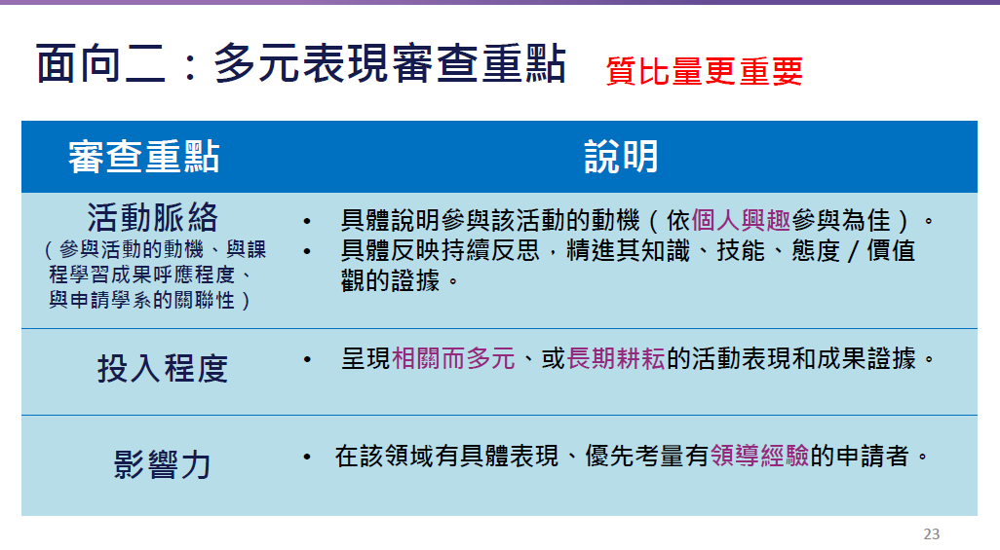 面向二：多元表現審查重點 質比量更重要
審查重點 說明
活動脈絡
（參與活動的動機、與課
程學習成果呼應程度、
與申請學系的關聯性）
• 具體說明參與該活動的動機（依個人興趣參與為佳）。
• 具體反映持續反思，精進其知識、技能、態度／價值
觀的證據。
投入程度
• 呈現相關而多元、或長期耕耘的活動表現和成果證據。
影響力
• 在該領域有具體表現、優先考量有領導經驗的申請者。
23